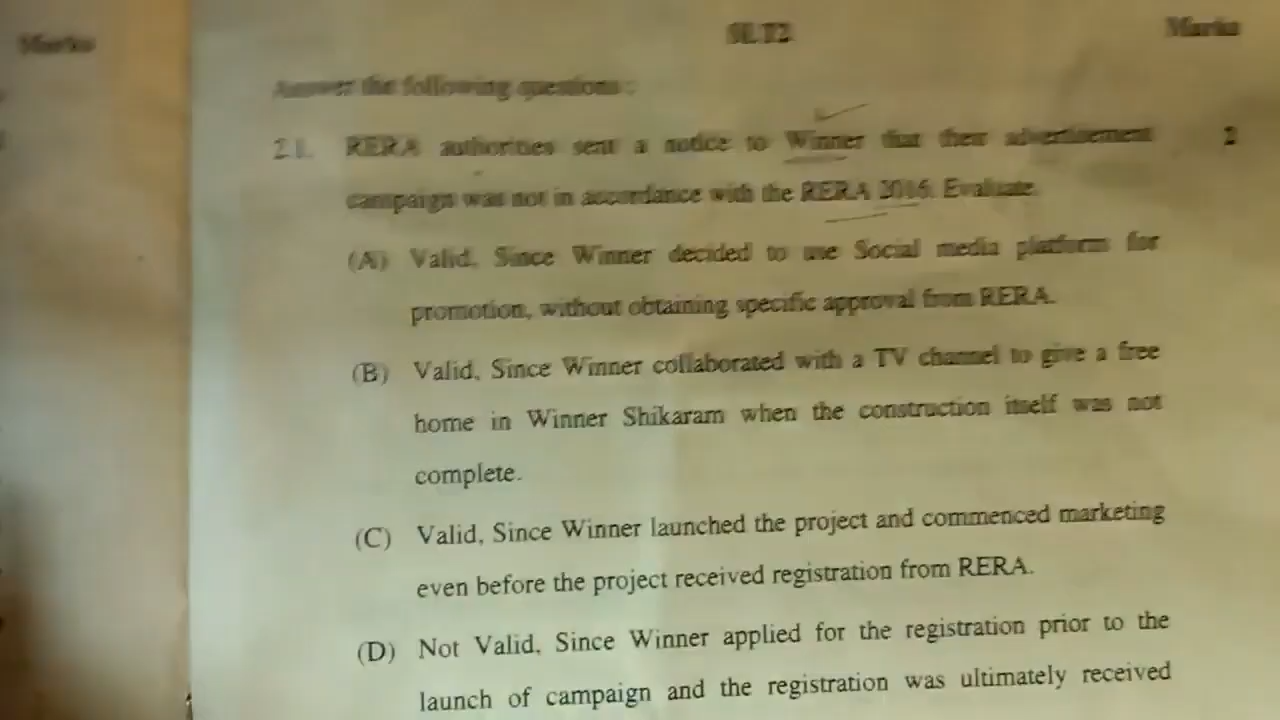 Marks
SLT2
Marks
Answer the following questions :
2.1. RERA authorities sent a notice to Winner that their advertisement 2
campaign was not in accordance with the RERA 2016. Evaluate.
(A) Valid, Since Winner decided to use Social media platform for
promotion, without obtaining specific approval from RERA.
(B) Valid, Since Winner collaborated with a TV channel to give a free
home in Winner Shikaram when the construction itself was not
complete.
(C) Valid, Since Winner launched the project and commenced marketing
even before the project received registration from RERA.
(D) Not Valid, Since Winner applied for the registration prior to the
launch of campaign and the registration was ultimately received